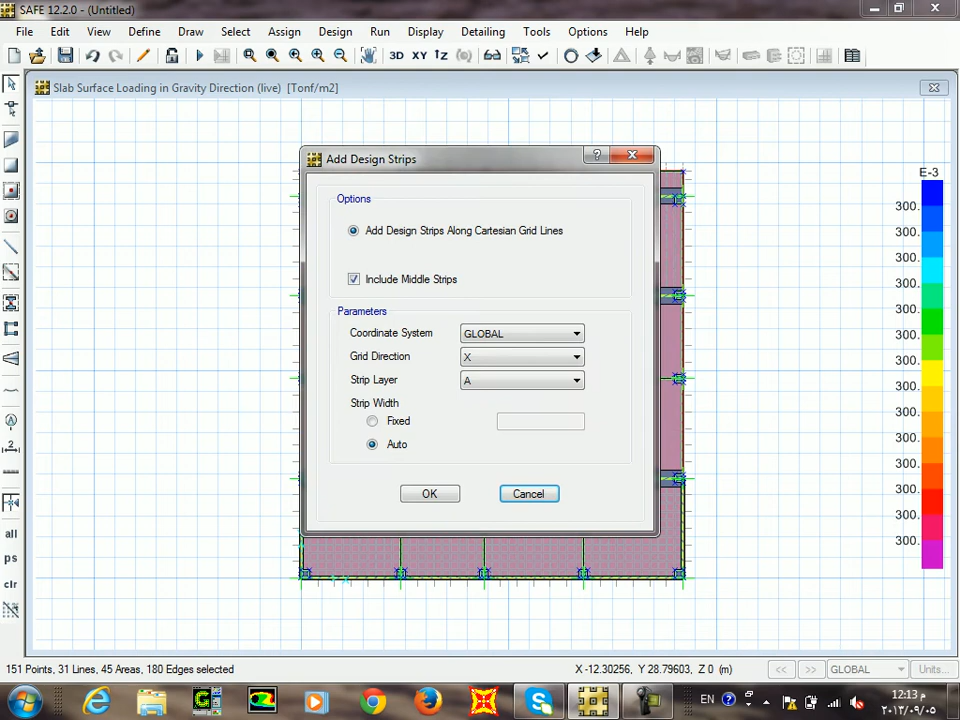 SAFE 12.2.0 - (Untitled)
File Edit View Define Draw Select Assign Design Run Display Detailing Tools Options Help
3D XY
Slab Surface Loading in Gravity Direction (live) [Tonf/m2]
Add Design Strips
Options
Add Design Strips Along Cartesian Grid Lines
Include Middle Strips
Parameters
Coordinate System GLOBAL
Grid Direction X
Strip Layer A
Strip Width
Fixed
Auto
OK Cancel
E-3
300.
300.
300.
300.
300.
300.
300.
300.
300.
300.
300.
300.
300.
300.
all
ps
clr
151 Points, 31 Lines, 45 Areas, 180 Edges selected X -12.30256, Y 28.79603, Z 0 (m) << >> GLOBAL Units...
EN
12:13 م
٢٠١٣/٠٩/٠٥